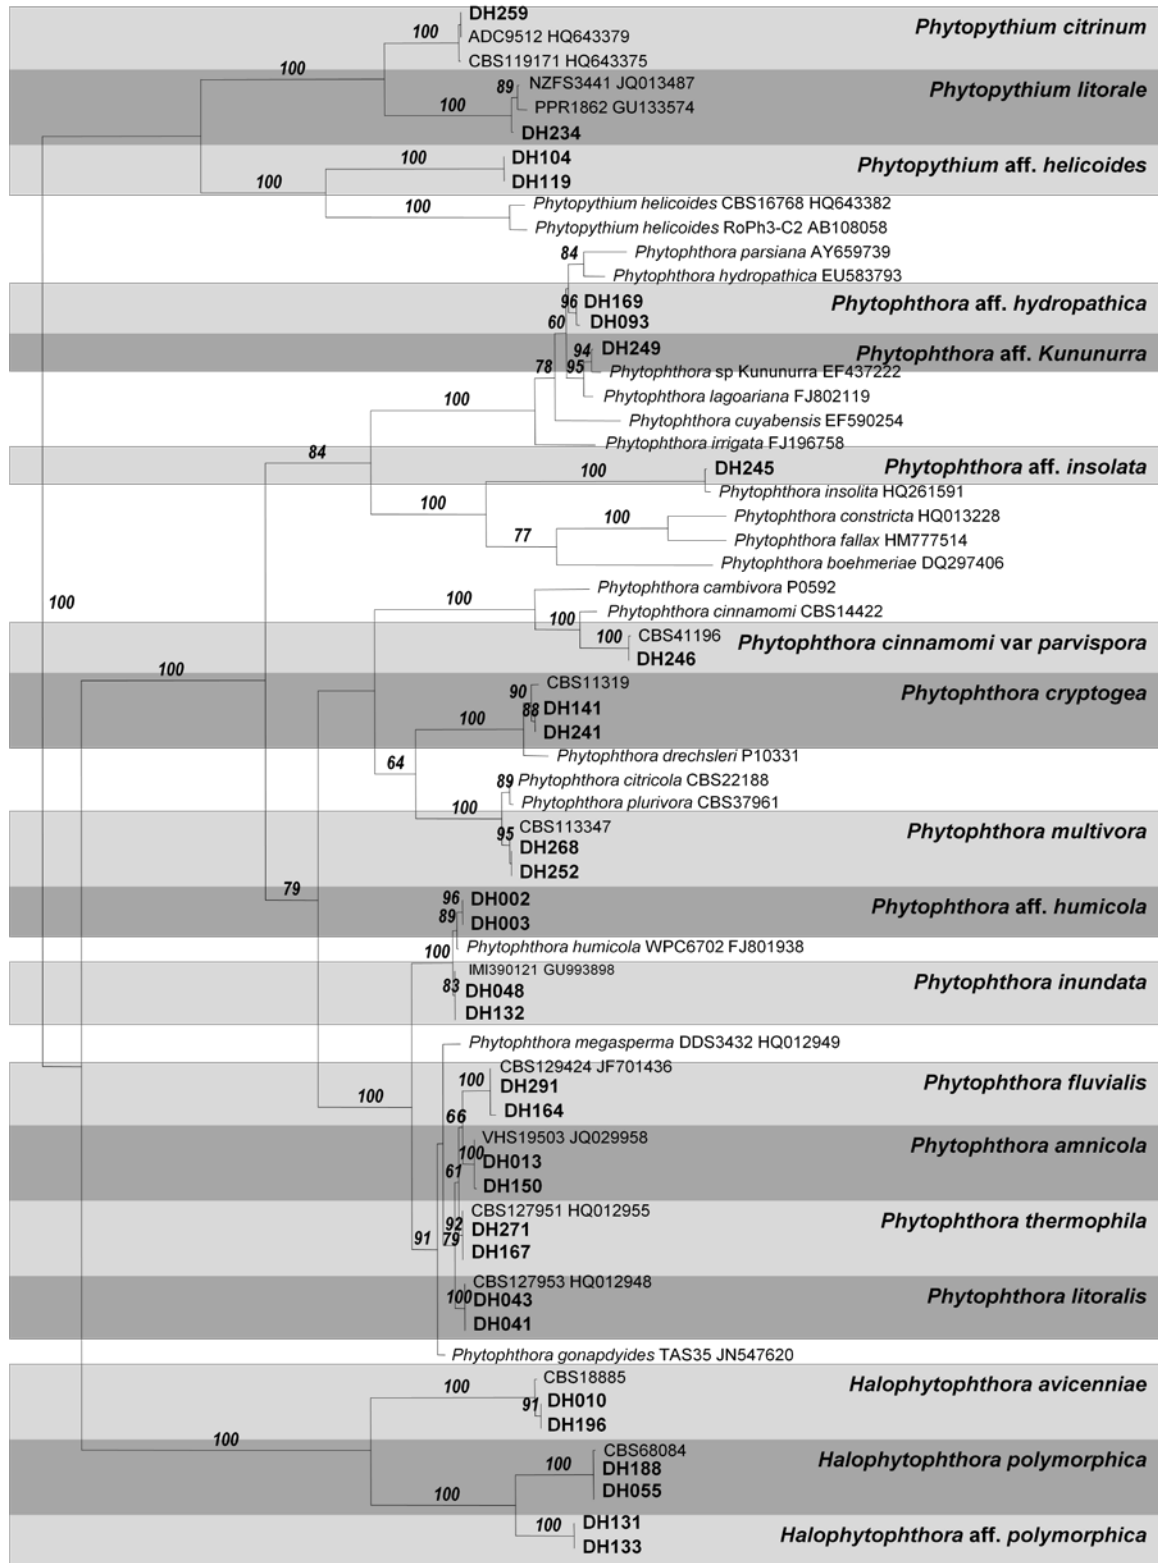 DH259
100
ADC9512 HQ643379
Phytopythium citrinum
CBS119171 HQ643375
100
89 NZFS3441 JQ013487
Phytopythium litorale
100
PPR1862 GU133574
DH234
100
DH104
Phytopythium aff. helicoides
100
DH119
100
Phytopythium helicoides CBS16768 HQ643382
Phytopythium helicoides RoPh3-C2 AB108058
84
Phytophthora parsiana AY659739
Phytophthora hydropathica EU583793
96 DH169
Phytophthora aff. hydropathica
60
DH093
94 DH249
Phytophthora aff. Kununurra
78
95
Phytophthora sp Kununurra EF437222
100
Phytophthora lagoariana FJ802119
Phytophthora cuyabensis EF590254
Phytophthora irrigata FJ196758
84
100
DH245
Phytophthora aff. insolata
Phytophthora insolita HQ261591
100
100
Phytophthora constricta HQ013228
77
Phytophthora fallax HM777514
Phytophthora boehmeriae DQ297406
100
100
Phytophthora cambivora P0592
100
Phytophthora cinnamomi CBS14422
100
CBS41196
Phytophthora cinnamomi var parvispora
DH246
100
90
CBS11319
Phytophthora cryptogea
88 DH141
100
DH241
Phytophthora drechsleri P10331
64
89 Phytophthora citricola CBS22188
100
Phytophthora plurivora CBS37961
95
CBS113347
Phytophthora multivora
DH268
DH252
79
96 DH002
Phytophthora aff. humicola
89
DH003
100
Phytophthora humicola WPC6702 FJ801938
IMI390121 GU993898
Phytophthora inundata
83 DH048
DH132
Phytophthora megasperma DDS3432 HQ012949
CBS129424 JF701436
Phytophthora fluvialis
100
100 DH291
66
DH164
VHS19503 JQ029958
Phytophthora amnicola
100 DH013
61
DH150
CBS127951 HQ012955
Phytophthora thermophila
92 DH271
91
79 DH167
CBS127953 HQ012948
Phytophthora litoralis
100 DH043
DH041
Phytophthora gonapdyides TAS35 JN547620
CBS18885
Halophytophthora avicenniae
100
91 DH010
DH196
100
CBS68084
Halophytophthora polymorphica
100
DH188
100
DH055
100
DH131
Halophytophthora aff. polymorphica
DH133